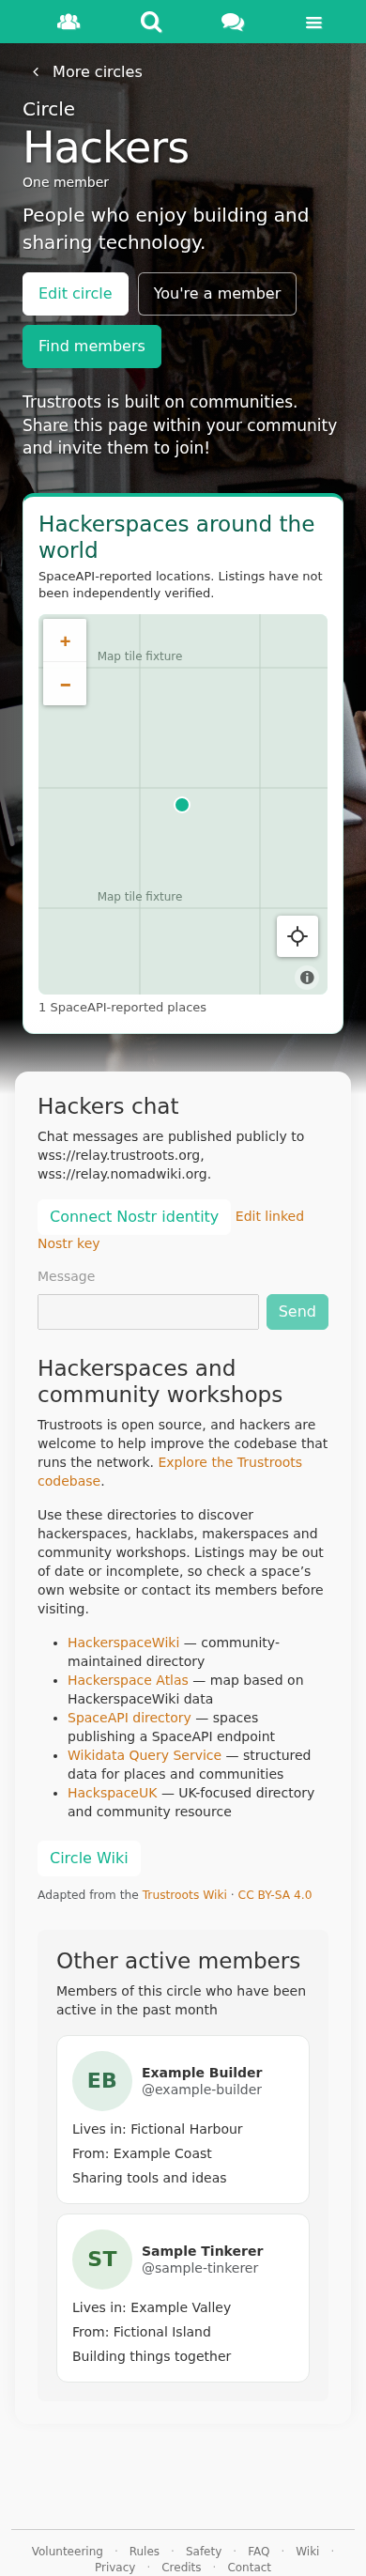 More circles
Circle
Hackers
One member
People who enjoy building and
sharing technology.
Edit circle
You're a member
Find members
Trustroots is built on communities.
Share this page within your community
and invite them to join!
Hackerspaces around the
world
SpaceAPI-reported locations. Listings have not
been independently verified.
+
Map tile fixture
−
Map tile fixture
1 SpaceAPI-reported places
Hackers chat
Chat messages are published publicly to
wss://relay.trustroots.org,
wss://relay.nomadwiki.org.
Connect Nostr identity Edit linked
Nostr key
Message
Send
Hackerspaces and
community workshops
Trustroots is open source, and hackers are
welcome to help improve the codebase that
runs the network. Explore the Trustroots
codebase.
Use these directories to discover
hackerspaces, hacklabs, makerspaces and
community workshops. Listings may be out
of date or incomplete, so check a space’s
own website or contact its members before
visiting.
• HackerspaceWiki — community-
maintained directory
• Hackerspace Atlas — map based on
HackerspaceWiki data
• SpaceAPI directory — spaces
publishing a SpaceAPI endpoint
• Wikidata Query Service — structured
data for places and communities
• HackspaceUK — UK-focused directory
and community resource
Circle Wiki
Adapted from the Trustroots Wiki · CC BY-SA 4.0
Other active members
Members of this circle who have been
active in the past month
EB
Example Builder
@example-builder
Lives in: Fictional Harbour
From: Example Coast
Sharing tools and ideas
ST
Sample Tinkerer
@sample-tinkerer
Lives in: Example Valley
From: Fictional Island
Building things together
Volunteering · Rules · Safety · FAQ · Wiki ·
Privacy · Credits · Contact